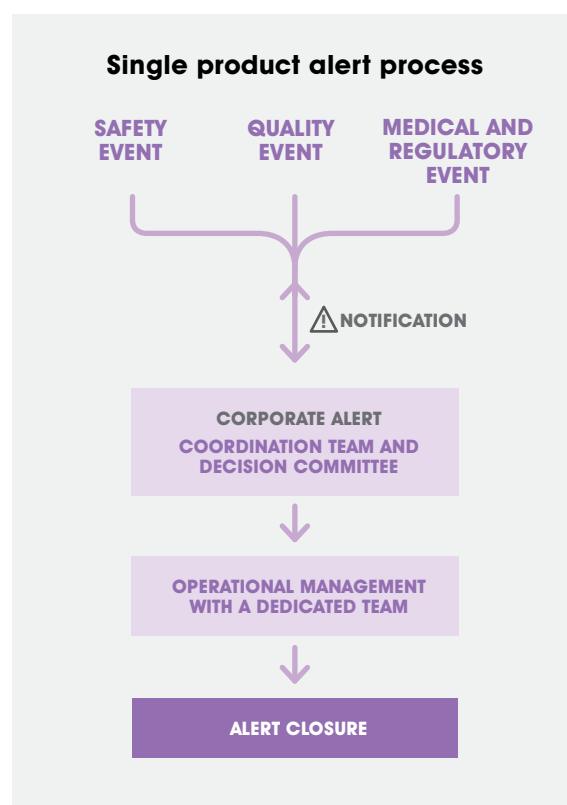 Single product alert process
SAFETY
EVENT
QUALITY
EVENT
MEDICAL AND
REGULATORY
EVENT
NOTIFICATION
CORPORATE ALERT
COORDINATION TEAM AND
DECISION COMMITTEE
OPERATIONAL MANAGEMENT
WITH A DEDICATED TEAM
ALERT CLOSURE